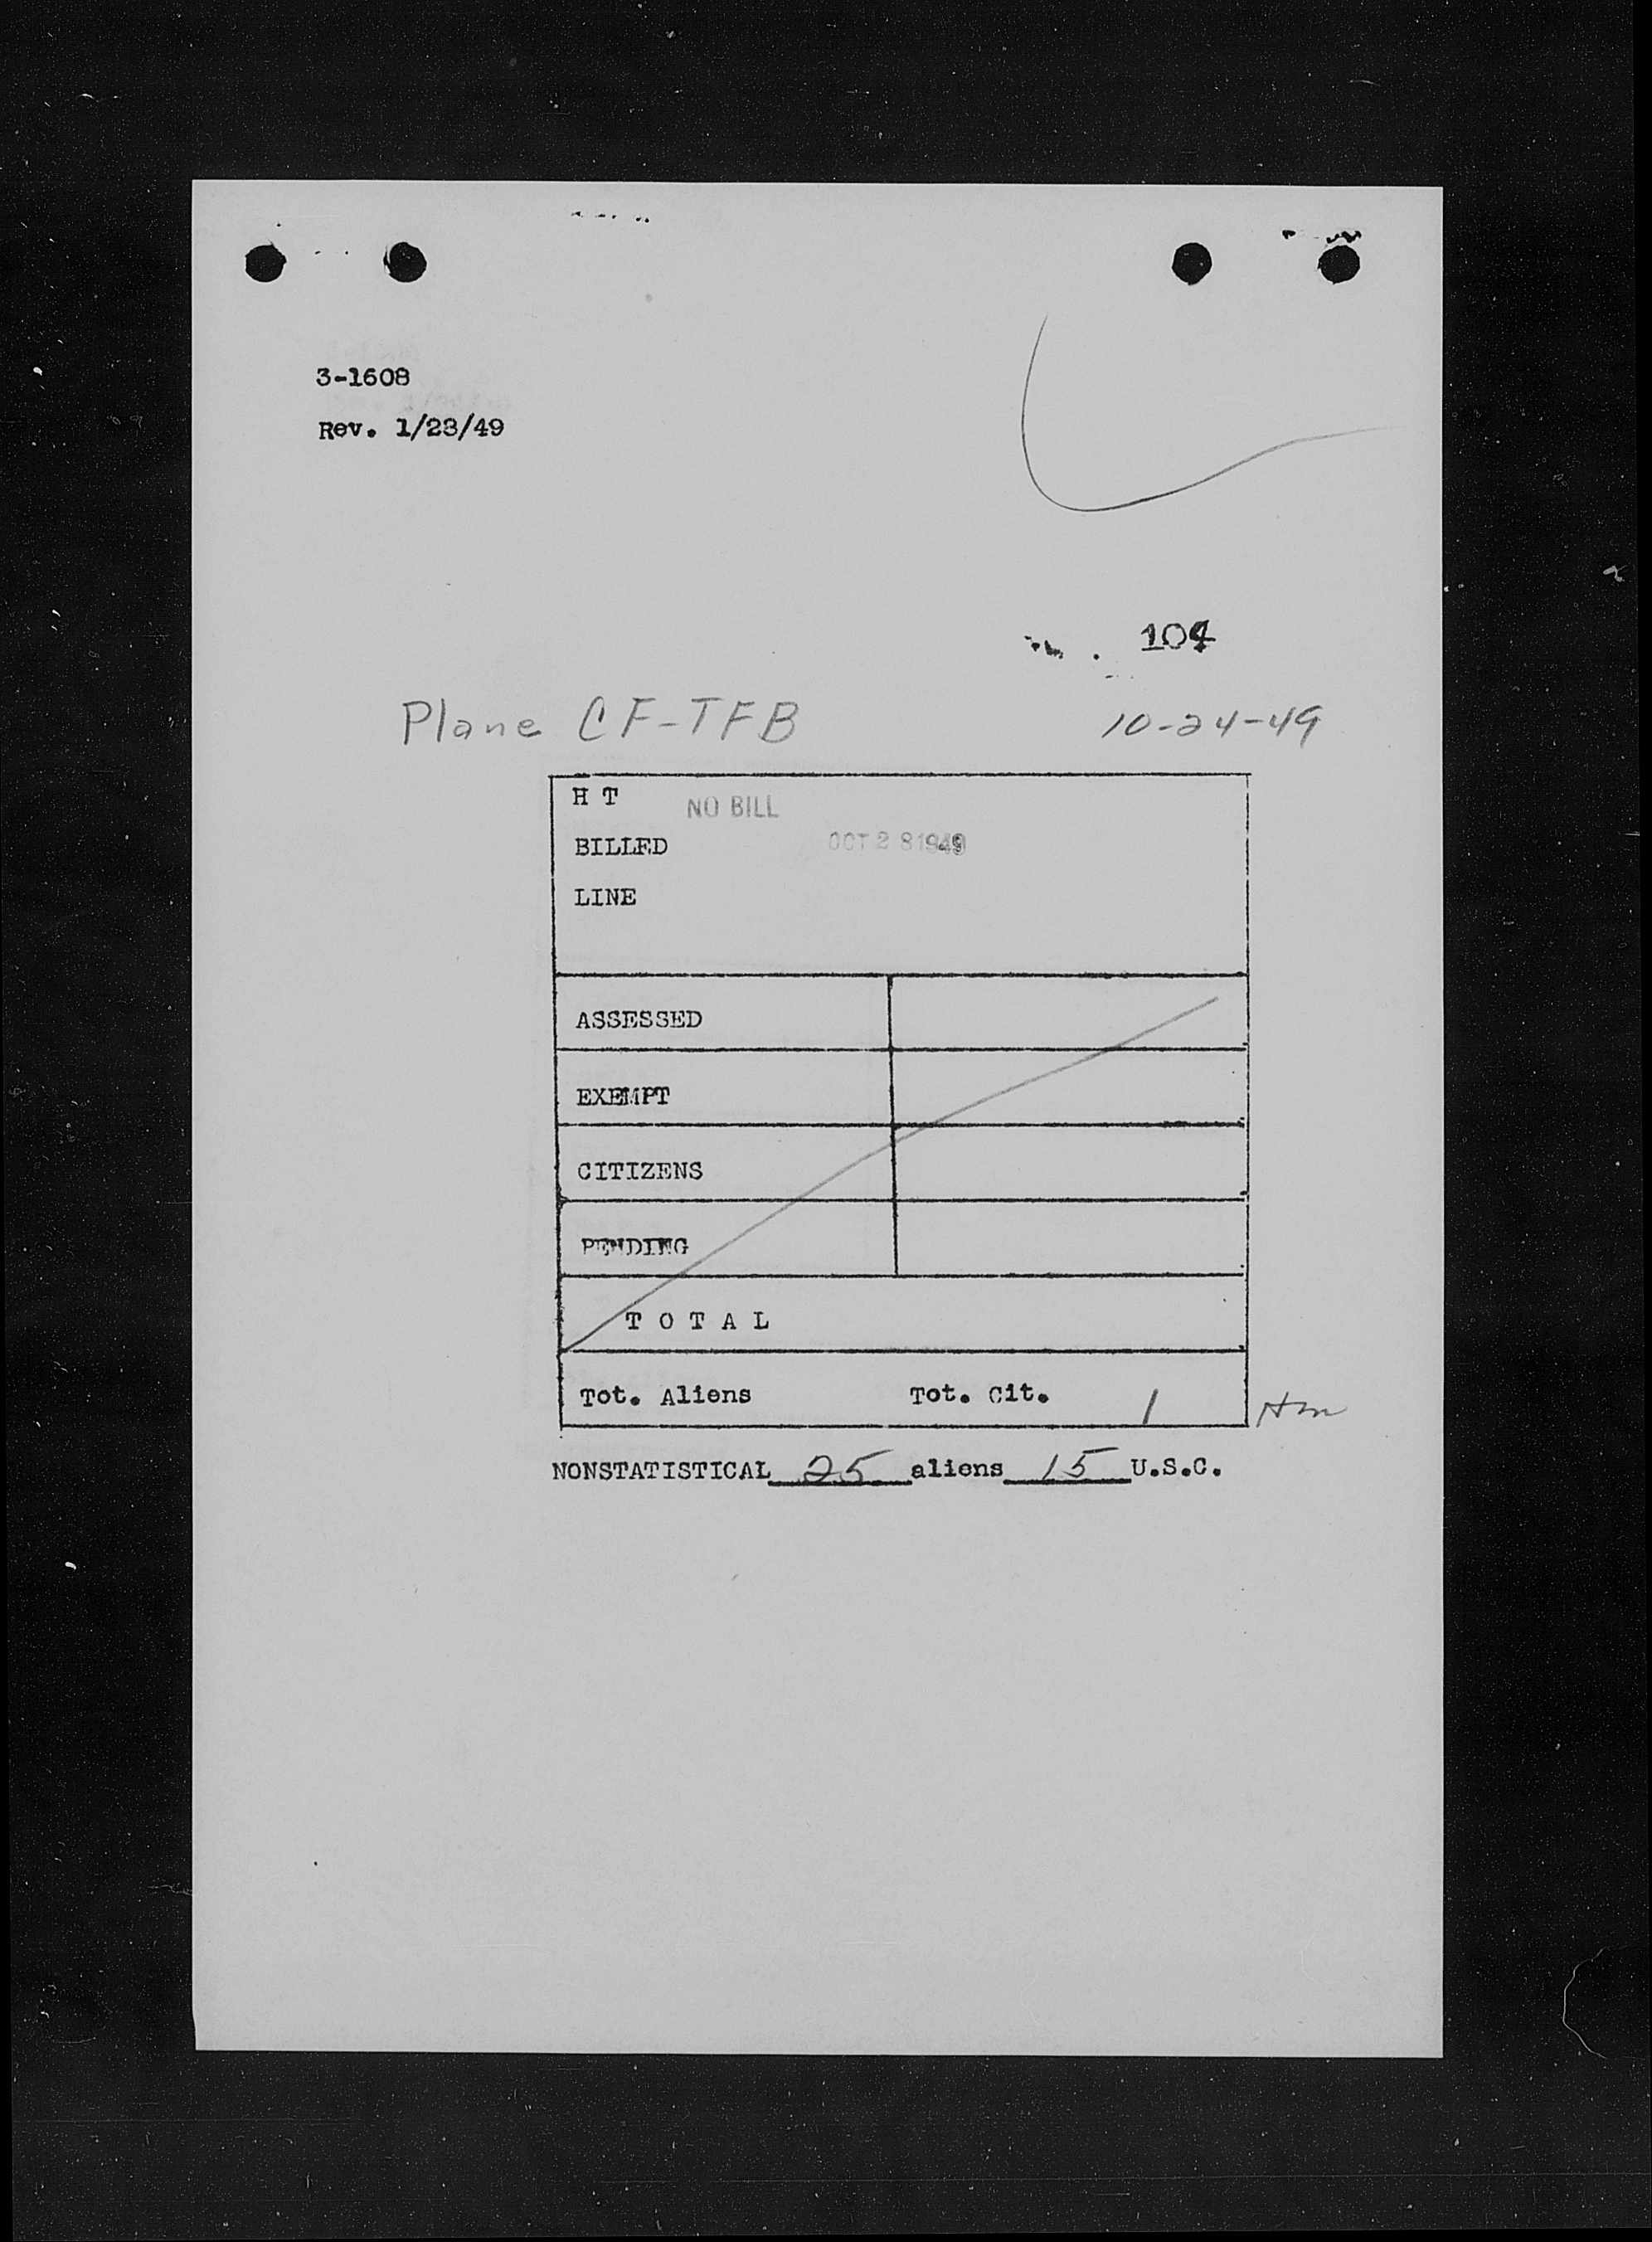 3-1608
Rev. 1/23/49
104
Plane CF-TFB 10-24-49
H T NO BILL
BILLED OCT 28 1949
LINE
ASSESSED
EXEMPT
CITIZENS
PENDING
T O T A L
Tot. Aliens Tot. Cit. 1 Hm
NONSTATISTICAL 25 aliens 15 U.S.C.